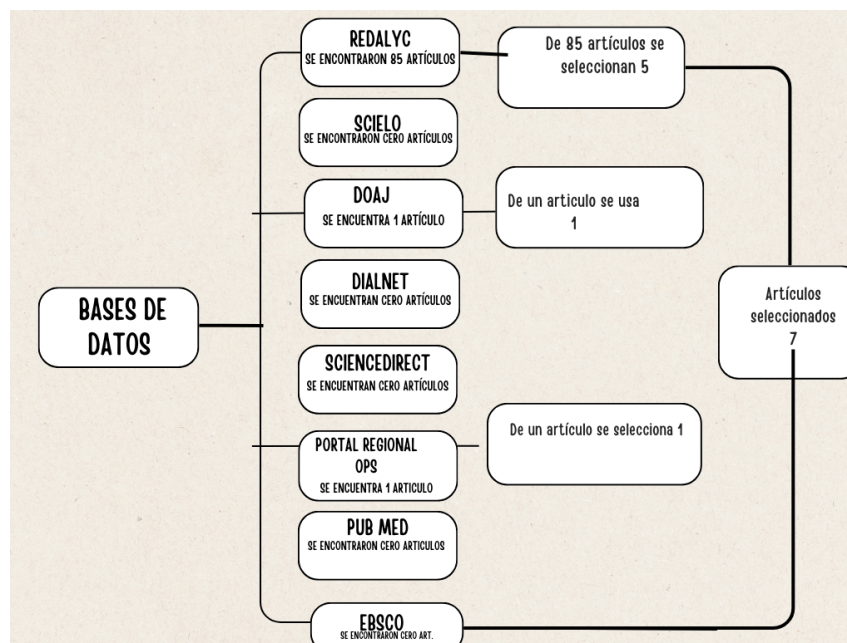 REDALYC
SE ENCONTRARON 85 ARTÍCULOS
De 85 artículos se
seleccionan 5
SCIELO
SE ENCONTRARON CERO ARTÍCULOS
DOAJ
SE ENCUENTRA 1 ARTÍCULO
De un articulo se usa
1
DIALNET
SE ENCUENTRAN CERO ARTÍCULOS
BASES DE
DATOS
Artículos
seleccionados
7
SCIENCEDIRECT
SE ENCUENTRAN CERO ARTÍCULOS
PORTAL REGIONAL
OPS
SE ENCUENTRA 1 ARTICULO
De un artículo se selecciona 1
PUB MED
SE ENCONTRARON CERO ARTICULOS
EBSCO
SE ENCONTRARON CERO ART.